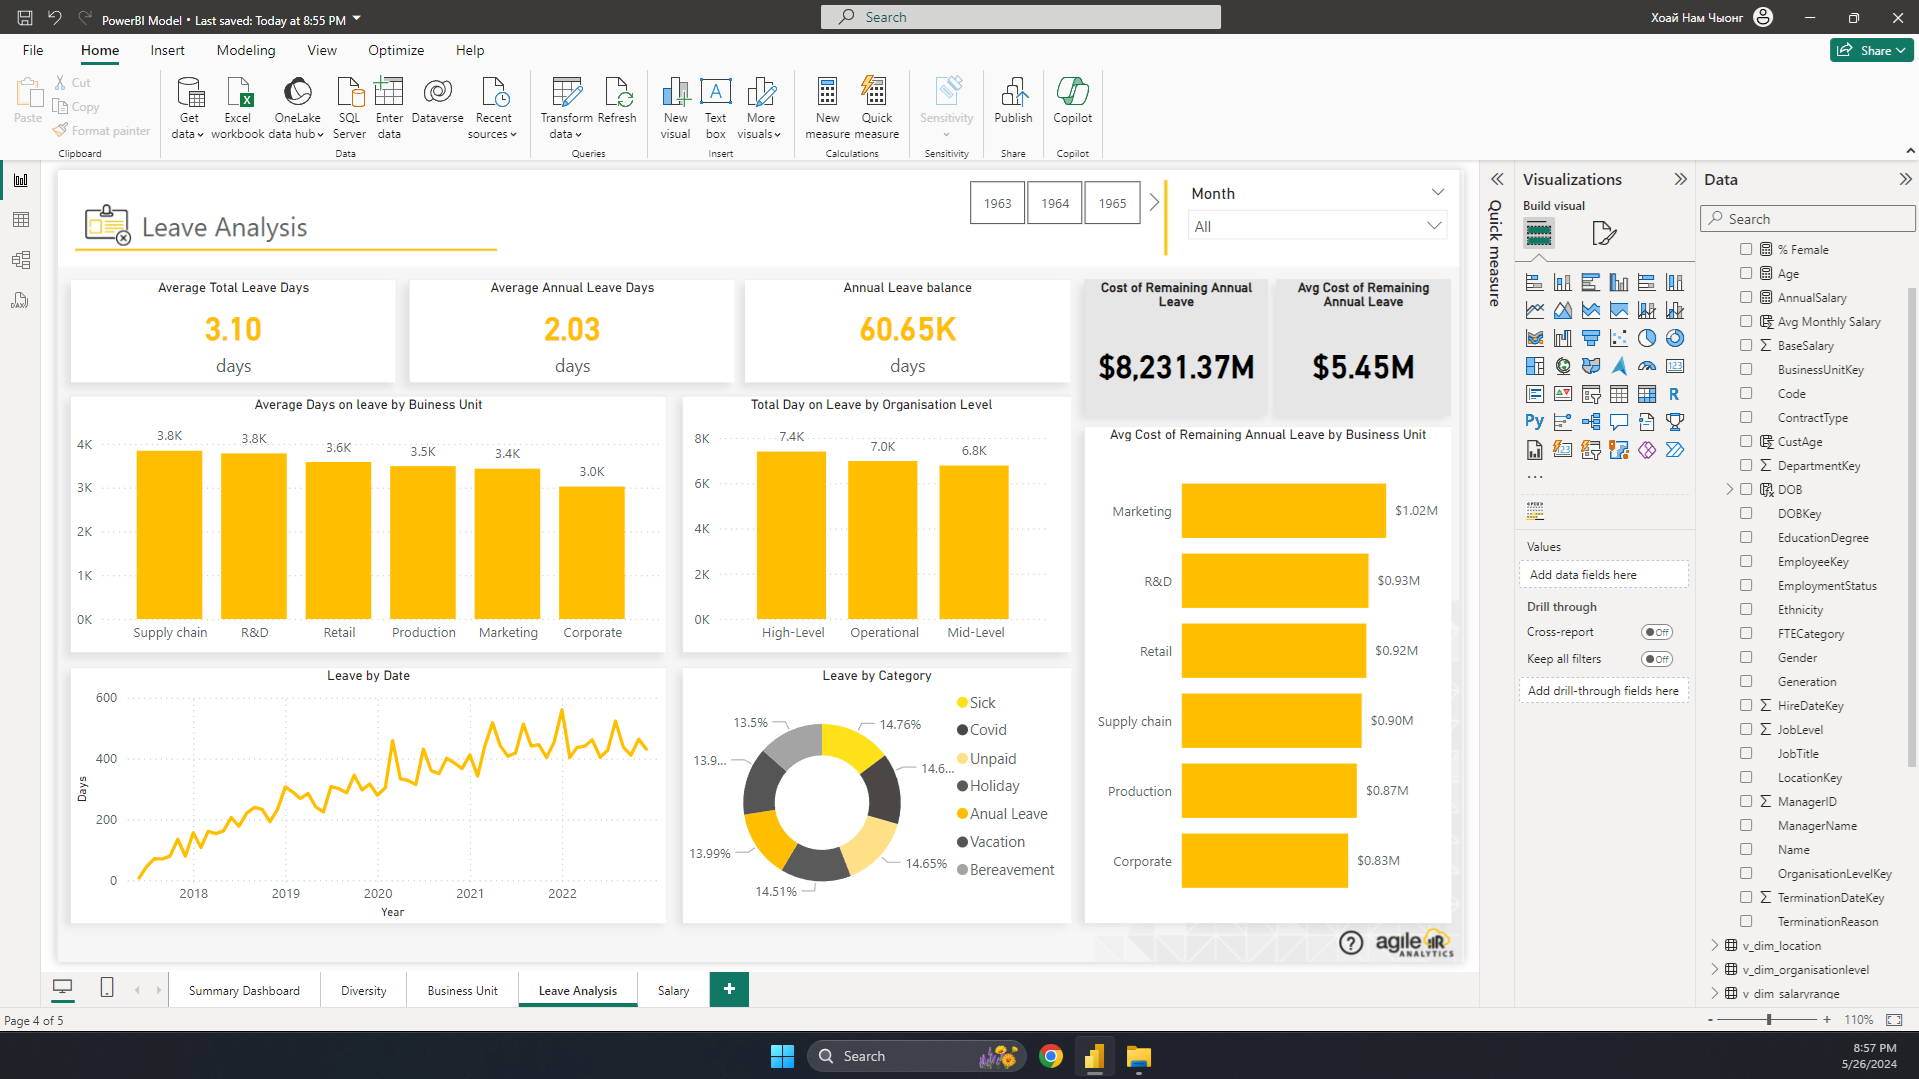 PowerBI Model • Last saved: Today at 8:55 PM
Search
Хоай Нам Чыонг
File
Home
Insert
Modeling
View
Optimize
Help
Share
Paste
Cut
Copy
Format painter
Clipboard
Get data
Excel workbook
OneLake data hub
SQL Server
Enter data
Dataverse
Recent sources
Data
Transform data
Refresh
Queries
New visual
Text box
More visuals
Insert
New measure
Quick measure
Calculations
Sensitivity
Sensitivity
Publish
Share
Copilot
Copilot
Leave Analysis
1963
1964
1965
Month
All
Average Total Leave Days
3.10
days
Average Annual Leave Days
2.03
days
Annual Leave balance
60.65K
days
Cost of Remaining Annual Leave
$8,231.37M
Avg Cost of Remaining Annual Leave
$5.45M
Average Days on leave by Buiness Unit
4K
3K
2K
1K
0K
3.8K
3.8K
3.6K
3.5K
3.4K
3.0K
Supply chain
R&D
Retail
Production
Marketing
Corporate
Total Day on Leave by Organisation Level
8K
6K
4K
2K
0K
7.4K
7.0K
6.8K
High-Level
Operational
Mid-Level
Avg Cost of Remaining Annual Leave by Business Unit
Marketing
$1.02M
R&D
$0.93M
Retail
$0.92M
Supply chain
$0.90M
Production
$0.87M
Corporate
$0.83M
Leave by Date
600
400
200
0
Days
2018
2019
2020
2021
2022
Year
Leave by Category
13.5%
14.76%
13.9...
14.6...
13.99%
14.65%
14.51%
Sick
Covid
Unpaid
Holiday
Anual Leave
Vacation
Bereavement
?
agile HR
ANALYTICS
Quick measure
Visualizations
Build visual
123
R
Py
123
...
Values
Add data fields here
Drill through
Cross-report
Off
Keep all filters
Off
Add drill-through fields here
Data
Search
% Female
Age
AnnualSalary
Avg Monthly Salary
BaseSalary
BusinessUnitKey
Code
ContractType
CustAge
DepartmentKey
DOB
DOBKey
EducationDegree
EmployeeKey
EmploymentStatus
Ethnicity
FTECategory
Gender
Generation
HireDateKey
JobLevel
JobTitle
LocationKey
ManagerID
ManagerName
Name
OrganisationLevelKey
TerminationDateKey
TerminationReason
v_dim_location
v_dim_organisationlevel
v_dim_salaryrange
Summary Dashboard
Diversity
Business Unit
Leave Analysis
Salary
+
Page 4 of 5
- + 110%
Search
8:57 PM
5/26/2024